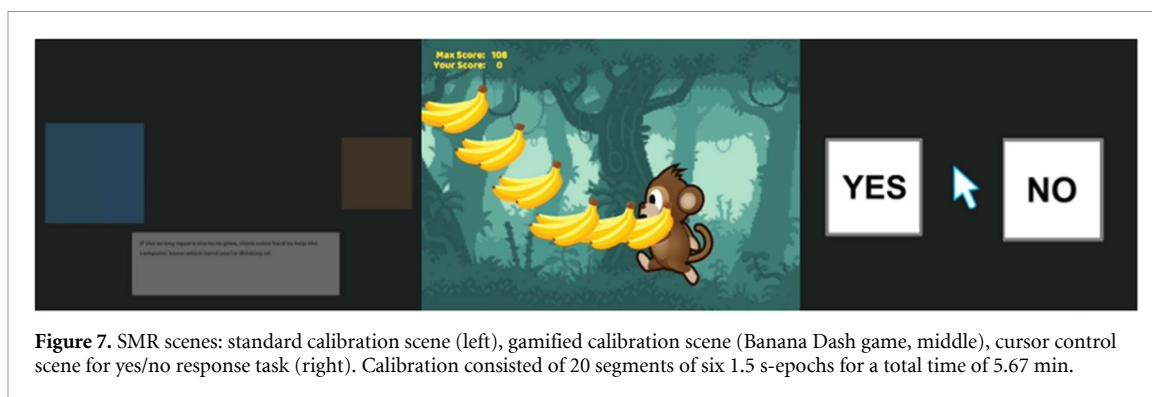 Max Score: 108
Your Score: 0
If the wrong square starts to glow, think extra hard to help the
computer know which hand you're thinking of.
YES
NO
Figure 7. SMR scenes: standard calibration scene (left), gamified calibration scene (Banana Dash game, middle), cursor control
scene for yes/no response task (right). Calibration consisted of 20 segments of six 1.5 s-epochs for a total time of 5.67 min.